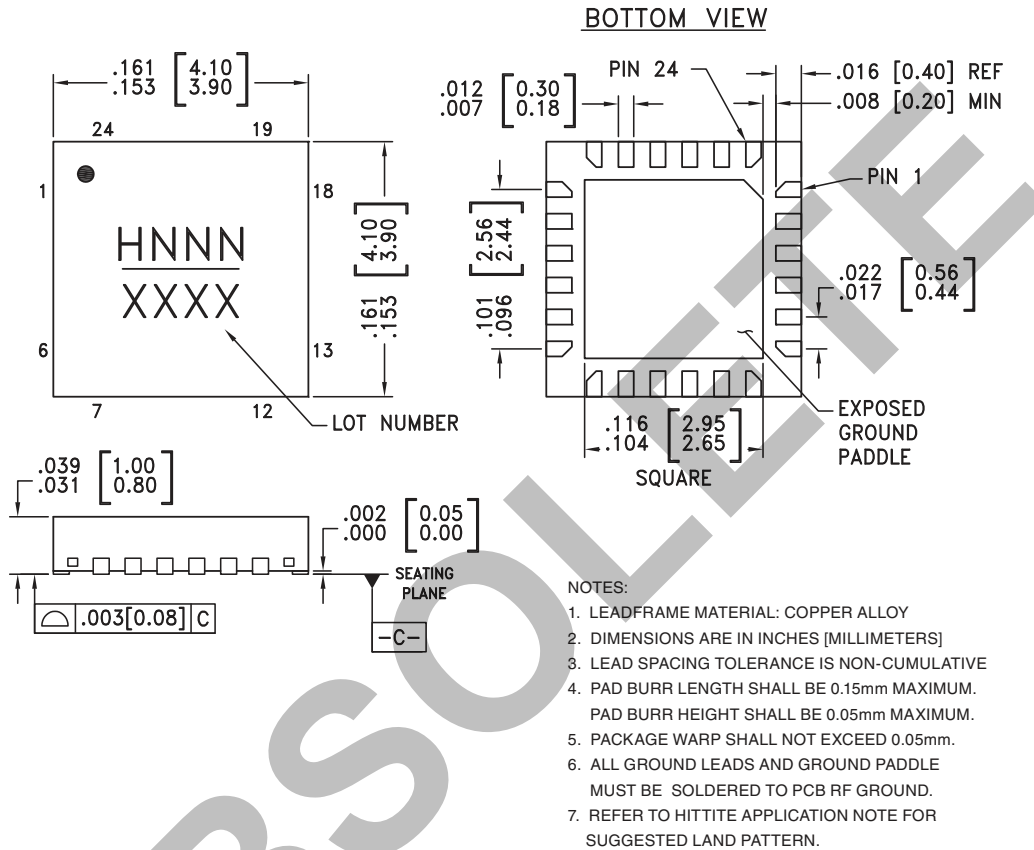 BOTTOM VIEW
.161 [4.10]
.153 [3.90]
24
19
1
18
HNNN
XXXX
6
13
7
12
LOT NUMBER
.161 [4.10]
.153 [3.90]
.012 [0.30]
.007 [0.18]
PIN 24
.016 [0.40] REF
.008 [0.20] MIN
PIN 1
.101 [2.56]
.096 [2.44]
.022 [0.56]
.017 [0.44]
.116 [2.95]
.104 [2.65]
SQUARE
EXPOSED
GROUND
PADDLE
.039 [1.00]
.031 [0.80]
.002 [0.05]
.000 [0.00]
SEATING
PLANE
.003[0.08] C
-C-
NOTES:
1. LEADFRAME MATERIAL: COPPER ALLOY
2. DIMENSIONS ARE IN INCHES [MILLIMETERS]
3. LEAD SPACING TOLERANCE IS NON-CUMULATIVE
4. PAD BURR LENGTH SHALL BE 0.15mm MAXIMUM.
PAD BURR HEIGHT SHALL BE 0.05mm MAXIMUM.
5. PACKAGE WARP SHALL NOT EXCEED 0.05mm.
6. ALL GROUND LEADS AND GROUND PADDLE
MUST BE SOLDERED TO PCB RF GROUND.
7. REFER TO HITTITE APPLICATION NOTE FOR
SUGGESTED LAND PATTERN.
BSOLETE